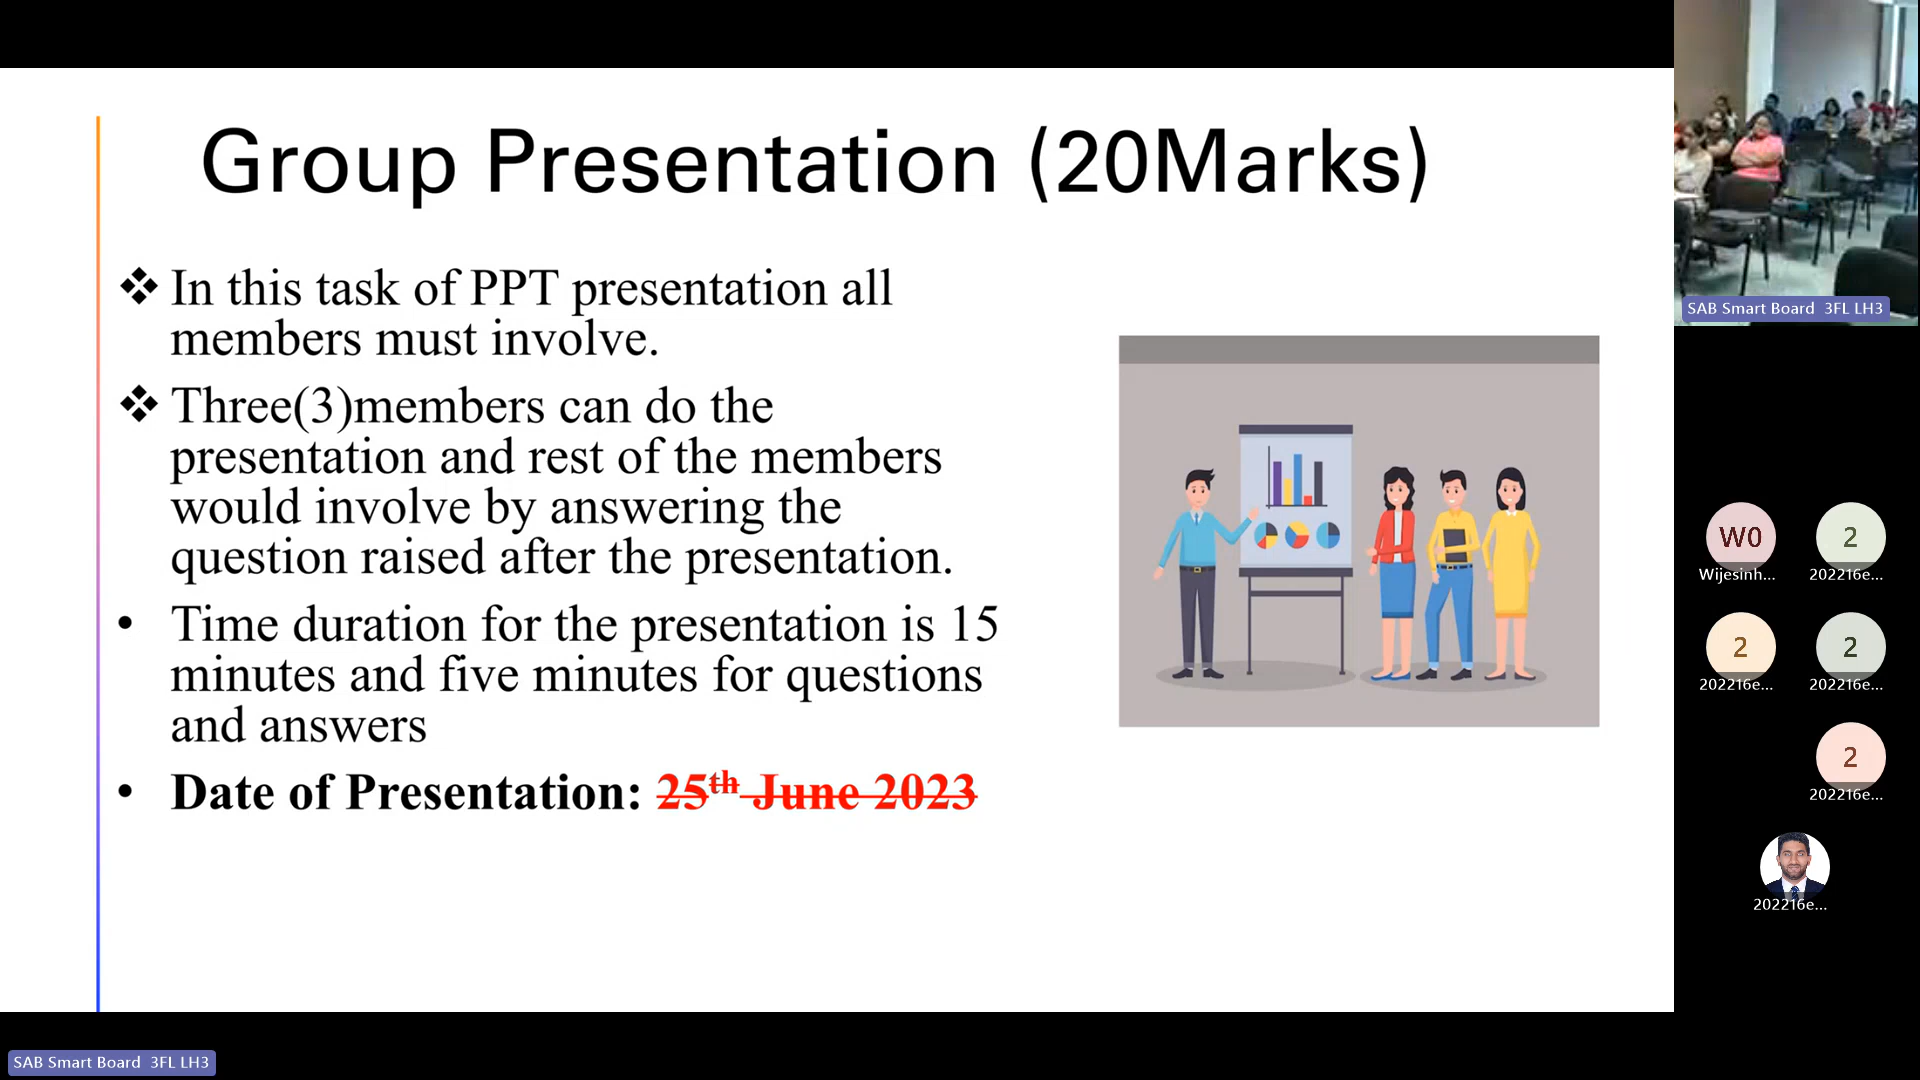 Group Presentation (20Marks)
❖ In this task of PPT presentation all
members must involve.
❖ Three(3)members can do the
presentation and rest of the members
would involve by answering the
question raised after the presentation.
• Time duration for the presentation is 15
minutes and five minutes for questions
and answers
• Date of Presentation: 25th June 2023
SAB Smart Board 3FL LH3
SAB Smart Board 3FL LH3
W0
Wijesinh...
2
202216e...
2
202216e...
2
202216e...
2
202216e...
202216e...